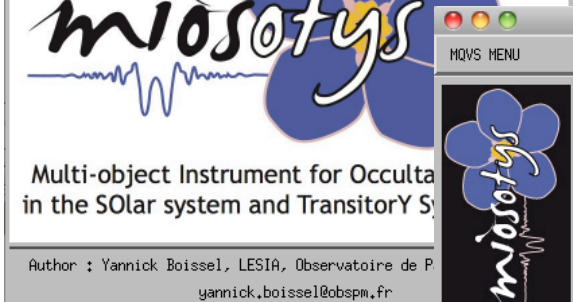 miosotys
Multi-object Instrument for Occulta
in the SOlar system and TransitorY Sy
Author : Yannick Boissel, LESIA, Observatoire de P
yannick.boissel@obspm.fr
MQVS MENU
miosotys